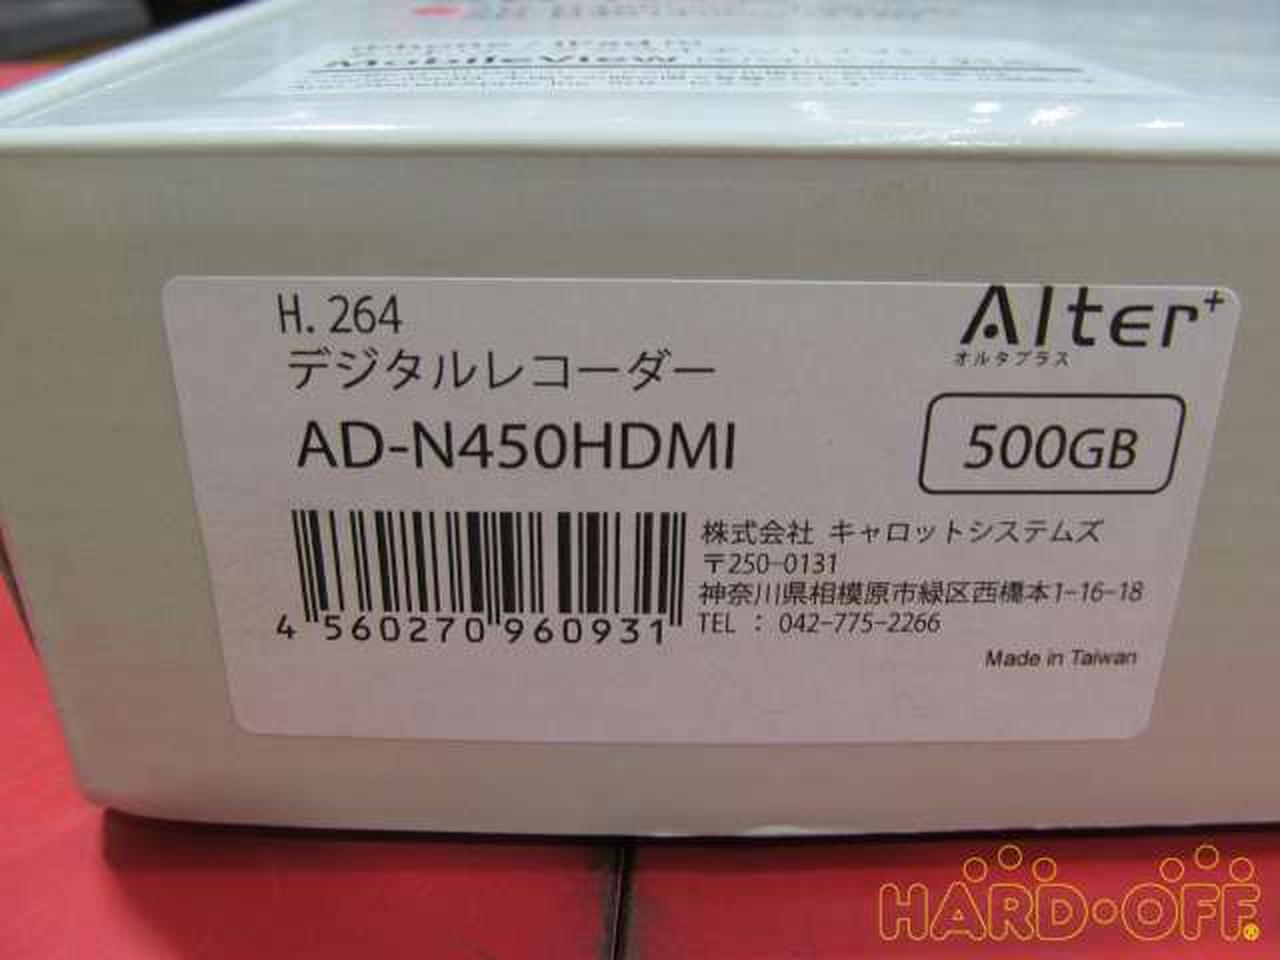 MobileView
H.264
デジタルレコーダー
AD-N450HDMI
Alter+
オルタプラス
500GB
4 560270 960931
株式会社 キャロットシステムズ
〒250-0131
神奈川県相模原市緑区西橋本1-16-18
TEL : 042-775-2266
Made in Taiwan
HARD・OFF®